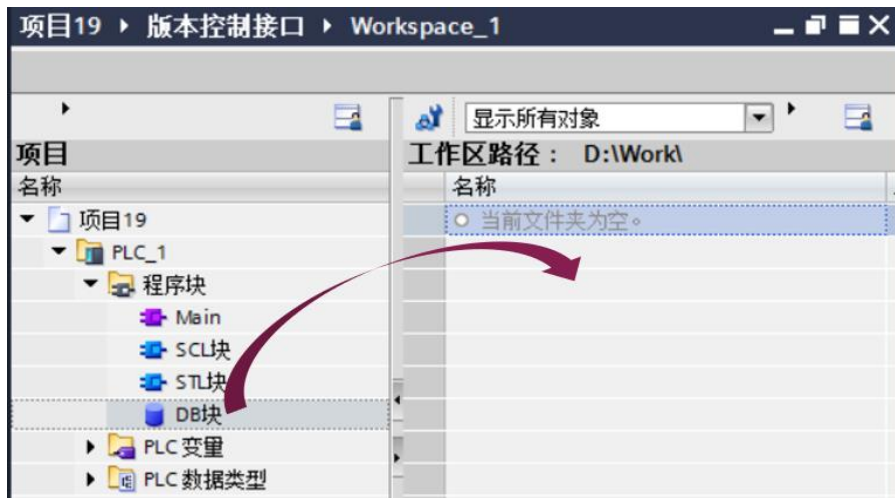 项目19 ▸ 版本控制接口 ▸ Workspace_1
显示所有对象
项目
工作区路径： D:\Work\
名称
名称
项目19
当前文件夹为空。
PLC_1
程序块
Main
SCL块
STL块
DB块
PLC 变量
PLC 数据类型